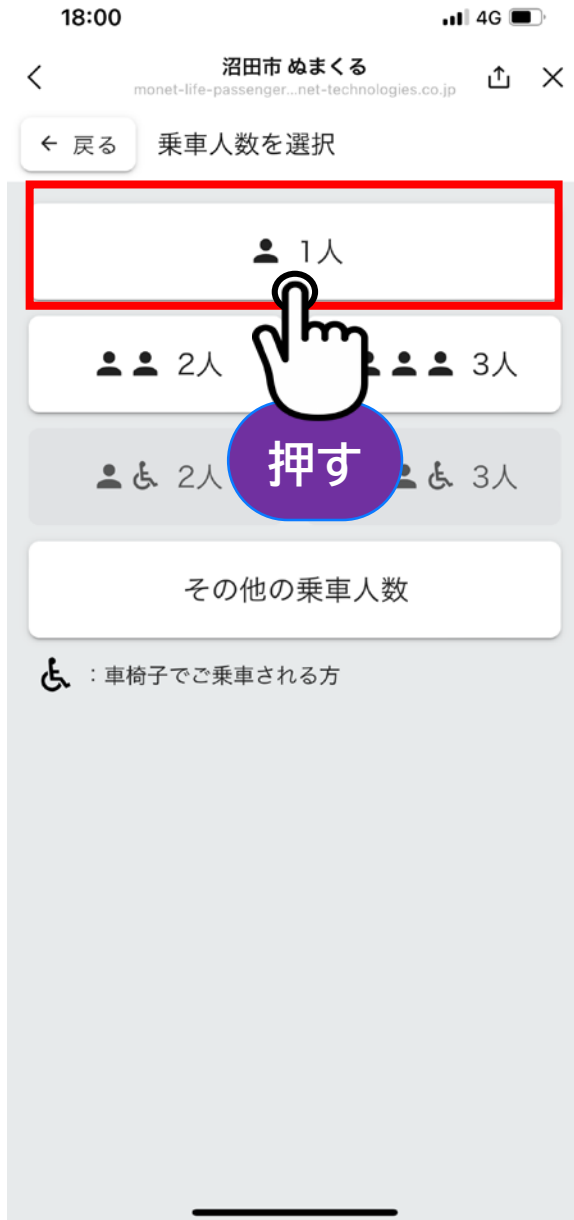 18:00
4G
沼田市 ぬまくる
monet-life-passenger...net-technologies.co.jp
← 戻る
乗車人数を選択
1人
2人
3人
押す
2人
3人
その他の乗車人数
：車椅子でご乗車される方